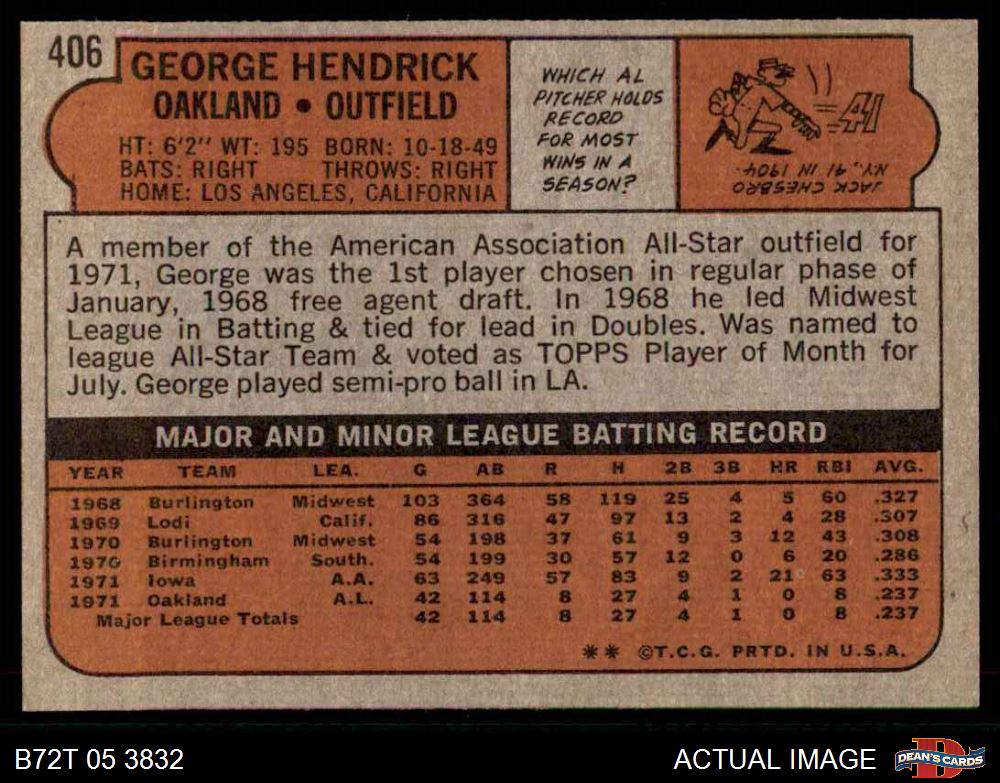 406
GEORGE HENDRICK
OAKLAND • OUTFIELD
HT: 6'2" WT: 195 BORN: 10-18-49
BATS: RIGHT THROWS: RIGHT
HOME: LOS ANGELES, CALIFORNIA
WHICH AL
PITCHER HOLDS
RECORD
FOR MOST
WINS IN A
SEASON?
41
JACK CHESBRO
N.Y., 41 IN 1904.
A member of the American Association All-Star outfield for
1971, George was the 1st player chosen in regular phase of
January, 1968 free agent draft. In 1968 he led Midwest
League in Batting & tied for lead in Doubles. Was named to
league All-Star Team & voted as TOPPS Player of Month for
July. George played semi-pro ball in LA.
MAJOR AND MINOR LEAGUE BATTING RECORD
YEAR TEAM LEA. G AB R H 2B 3B HR RBI AVG.
1968 Burlington Midwest 103 364 58 119 25 4 5 60 .327
1969 Lodi Calif. 86 316 47 97 13 2 4 28 .307
1970 Burlington Midwest 54 198 37 61 9 3 12 43 .308
1970 Birmingham South. 54 199 30 57 12 0 6 20 .286
1971 Iowa A.A. 63 249 57 83 9 2 21 63 .333
1971 Oakland A.L. 42 114 8 27 4 1 0 8 .237
Major League Totals 42 114 8 27 4 1 0 8 .237
** ©T.C.G. PRTD. IN U.S.A.
B72T 05 3832
ACTUAL IMAGE
D
DEAN'S CARDS